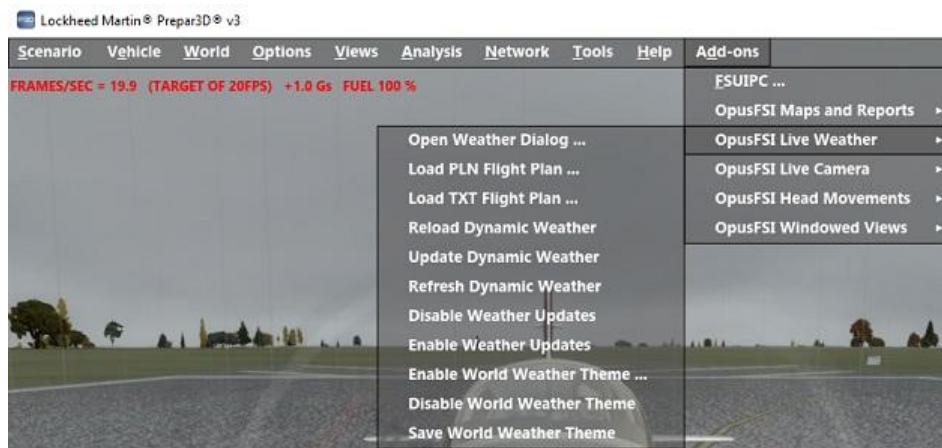 P3D
Lockheed Martin® Prepar3D® v3
Scenario Vehicle World Options Views Analysis Network Tools Help Add-ons
FRAMES/SEC = 19.9 (TARGET OF 20FPS) +1.0 Gs FUEL 100 %
FSUIPC ...
OpusFSI Maps and Reports
OpusFSI Live Weather
OpusFSI Live Camera
OpusFSI Head Movements
OpusFSI Windowed Views
Open Weather Dialog ...
Load PLN Flight Plan ...
Load TXT Flight Plan ...
Reload Dynamic Weather
Update Dynamic Weather
Refresh Dynamic Weather
Disable Weather Updates
Enable Weather Updates
Enable World Weather Theme ...
Disable World Weather Theme
Save World Weather Theme